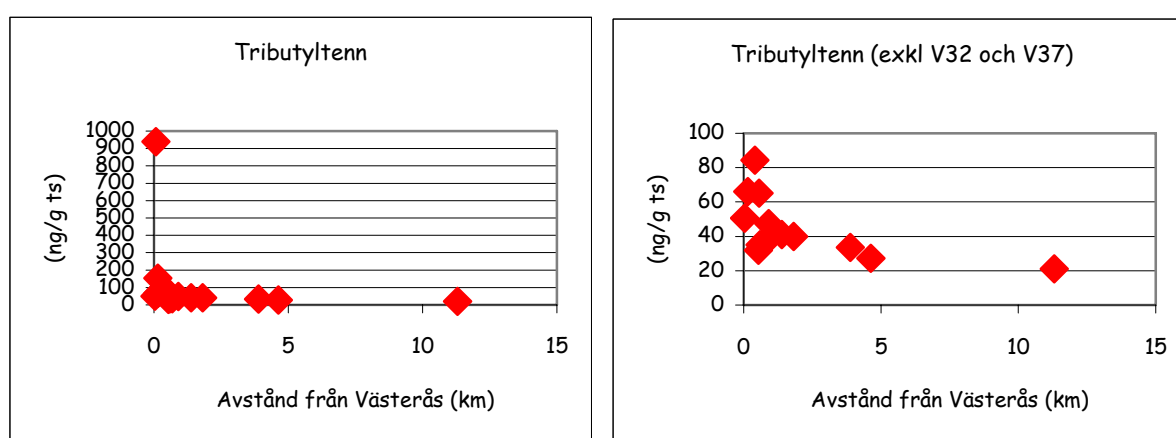 Tributyltenn
1000
900
800
700
600
500
400
300
200
100
0
(ng/g ts)
0 5 10 15
Avstånd från Västerås (km)
Tributyltenn (exkl V32 och V37)
100
80
60
40
20
0
(ng/g ts)
0 5 10 15
Avstånd från Västerås (km)